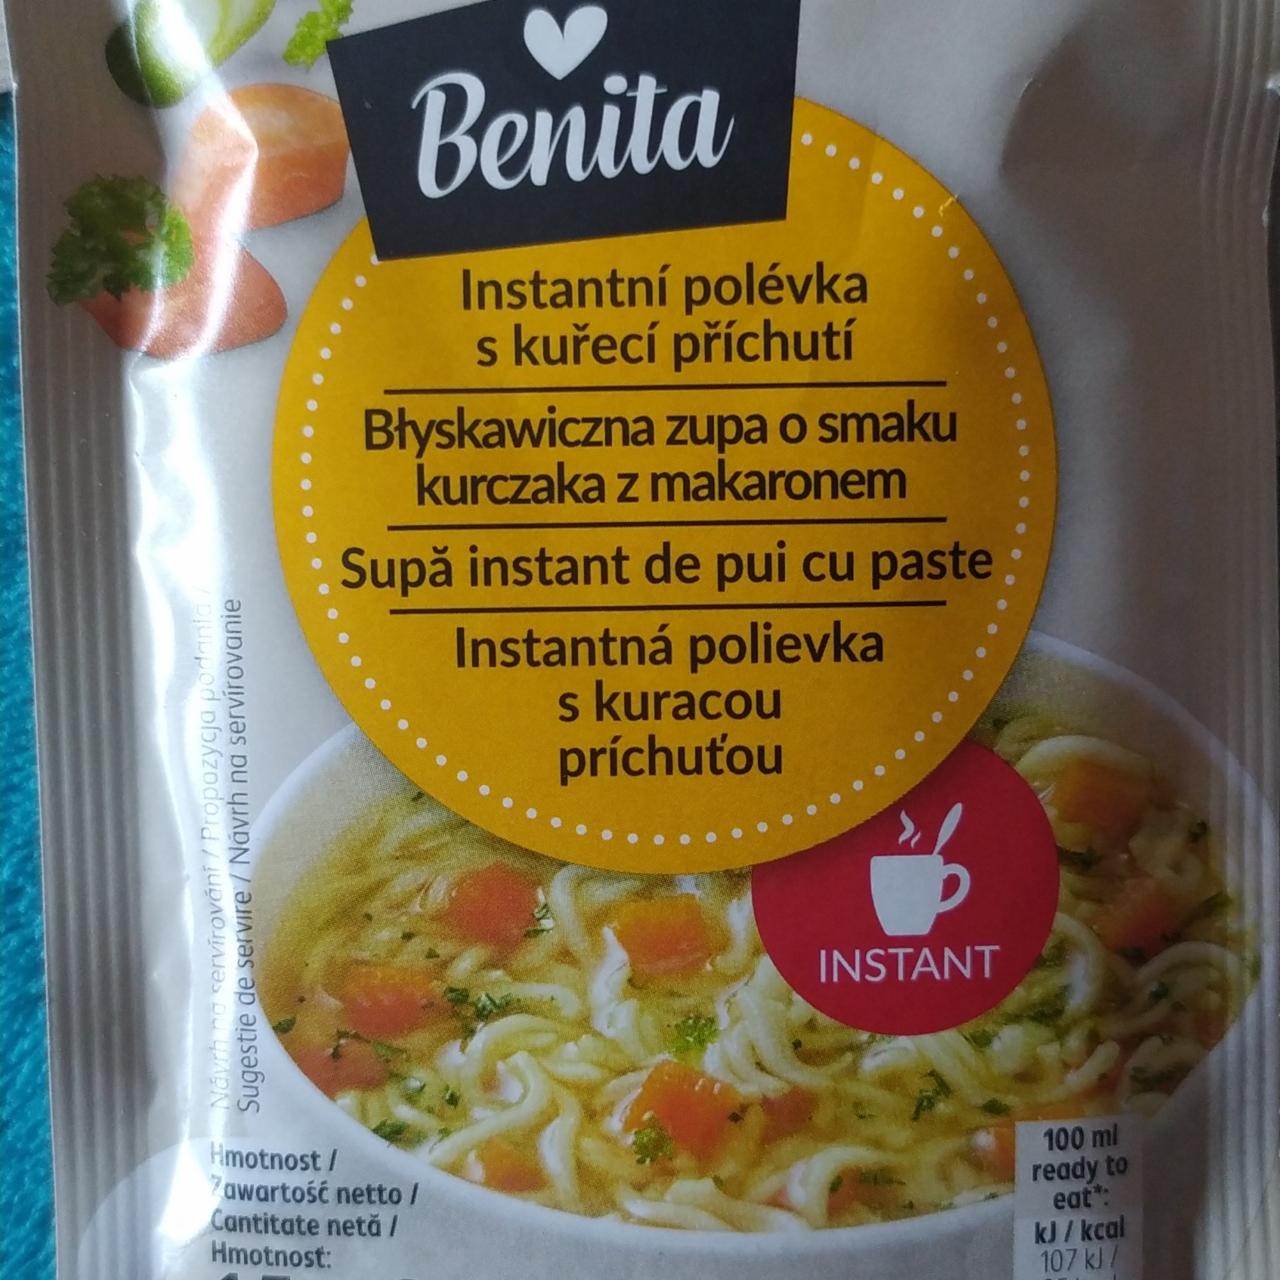 Benita
Instantní polévka
s kuřecí příchutí
Błyskawiczna zupa o smaku
kurczaka z makaronem
Supă instant de pui cu paste
Instantná polievka
s kuracou
príchuťou
INSTANT
Návrh na servírování / Propozycja podania /
Sugestie de servire / Návrh na servírovanie
Hmotnost /
Zawartość netto /
Cantitate netă /
Hmotnosť:
100 ml
ready to
eat*:
kJ / kcal
107 kJ /